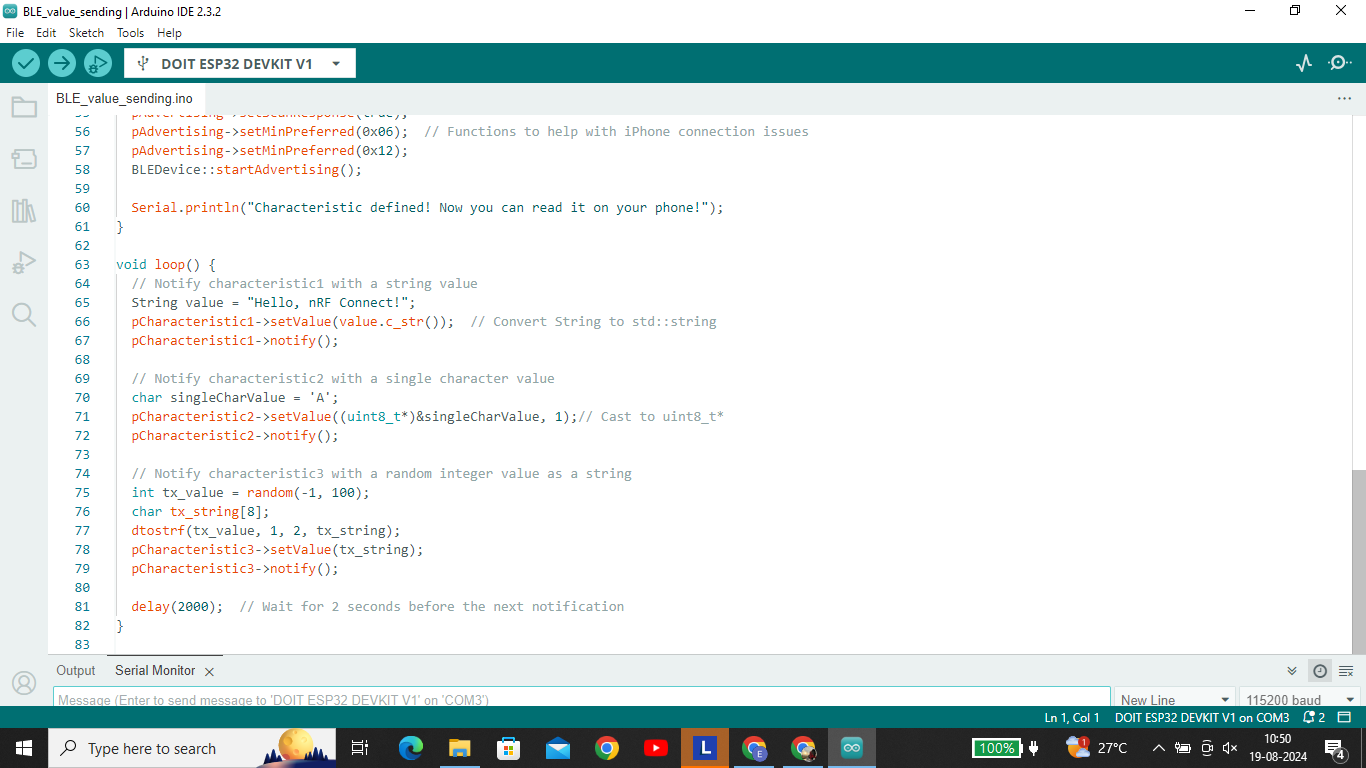 BLE_value_sending | Arduino IDE 2.3.2
File Edit Sketch Tools Help
DOIT ESP32 DEVKIT V1
BLE_value_sending.ino
55 pAdvertising->setScanResponse(true);
56 pAdvertising->setMinPreferred(0x06);  // Functions to help with iPhone connection issues
57 pAdvertising->setMinPreferred(0x12);
58 BLEDevice::startAdvertising();
59
60 Serial.println("Characteristic defined! Now you can read it on your phone!");
61 }
62
63 void loop() {
64 // Notify characteristic1 with a string value
65 String value = "Hello, nRF Connect!";
66 pCharacteristic1->setValue(value.c_str());  // Convert String to std::string
67 pCharacteristic1->notify();
68
69 // Notify characteristic2 with a single character value
70 char singleCharValue = 'A';
71 pCharacteristic2->setValue((uint8_t*)&singleCharValue, 1);// Cast to uint8_t*
72 pCharacteristic2->notify();
73
74 // Notify characteristic3 with a random integer value as a string
75 int tx_value = random(-1, 100);
76 char tx_string[8];
77 dtostrf(tx_value, 1, 2, tx_string);
78 pCharacteristic3->setValue(tx_string);
79 pCharacteristic3->notify();
80
81 delay(2000);  // Wait for 2 seconds before the next notification
82 }
83
Output Serial Monitor
Message (Enter to send message to 'DOIT ESP32 DEVKIT V1' on 'COM3') New Line 115200 baud
Ln 1, Col 1 DOIT ESP32 DEVKIT V1 on COM3 2
Type here to search L E 100% 1 27°C 10:50
19-08-2024 4